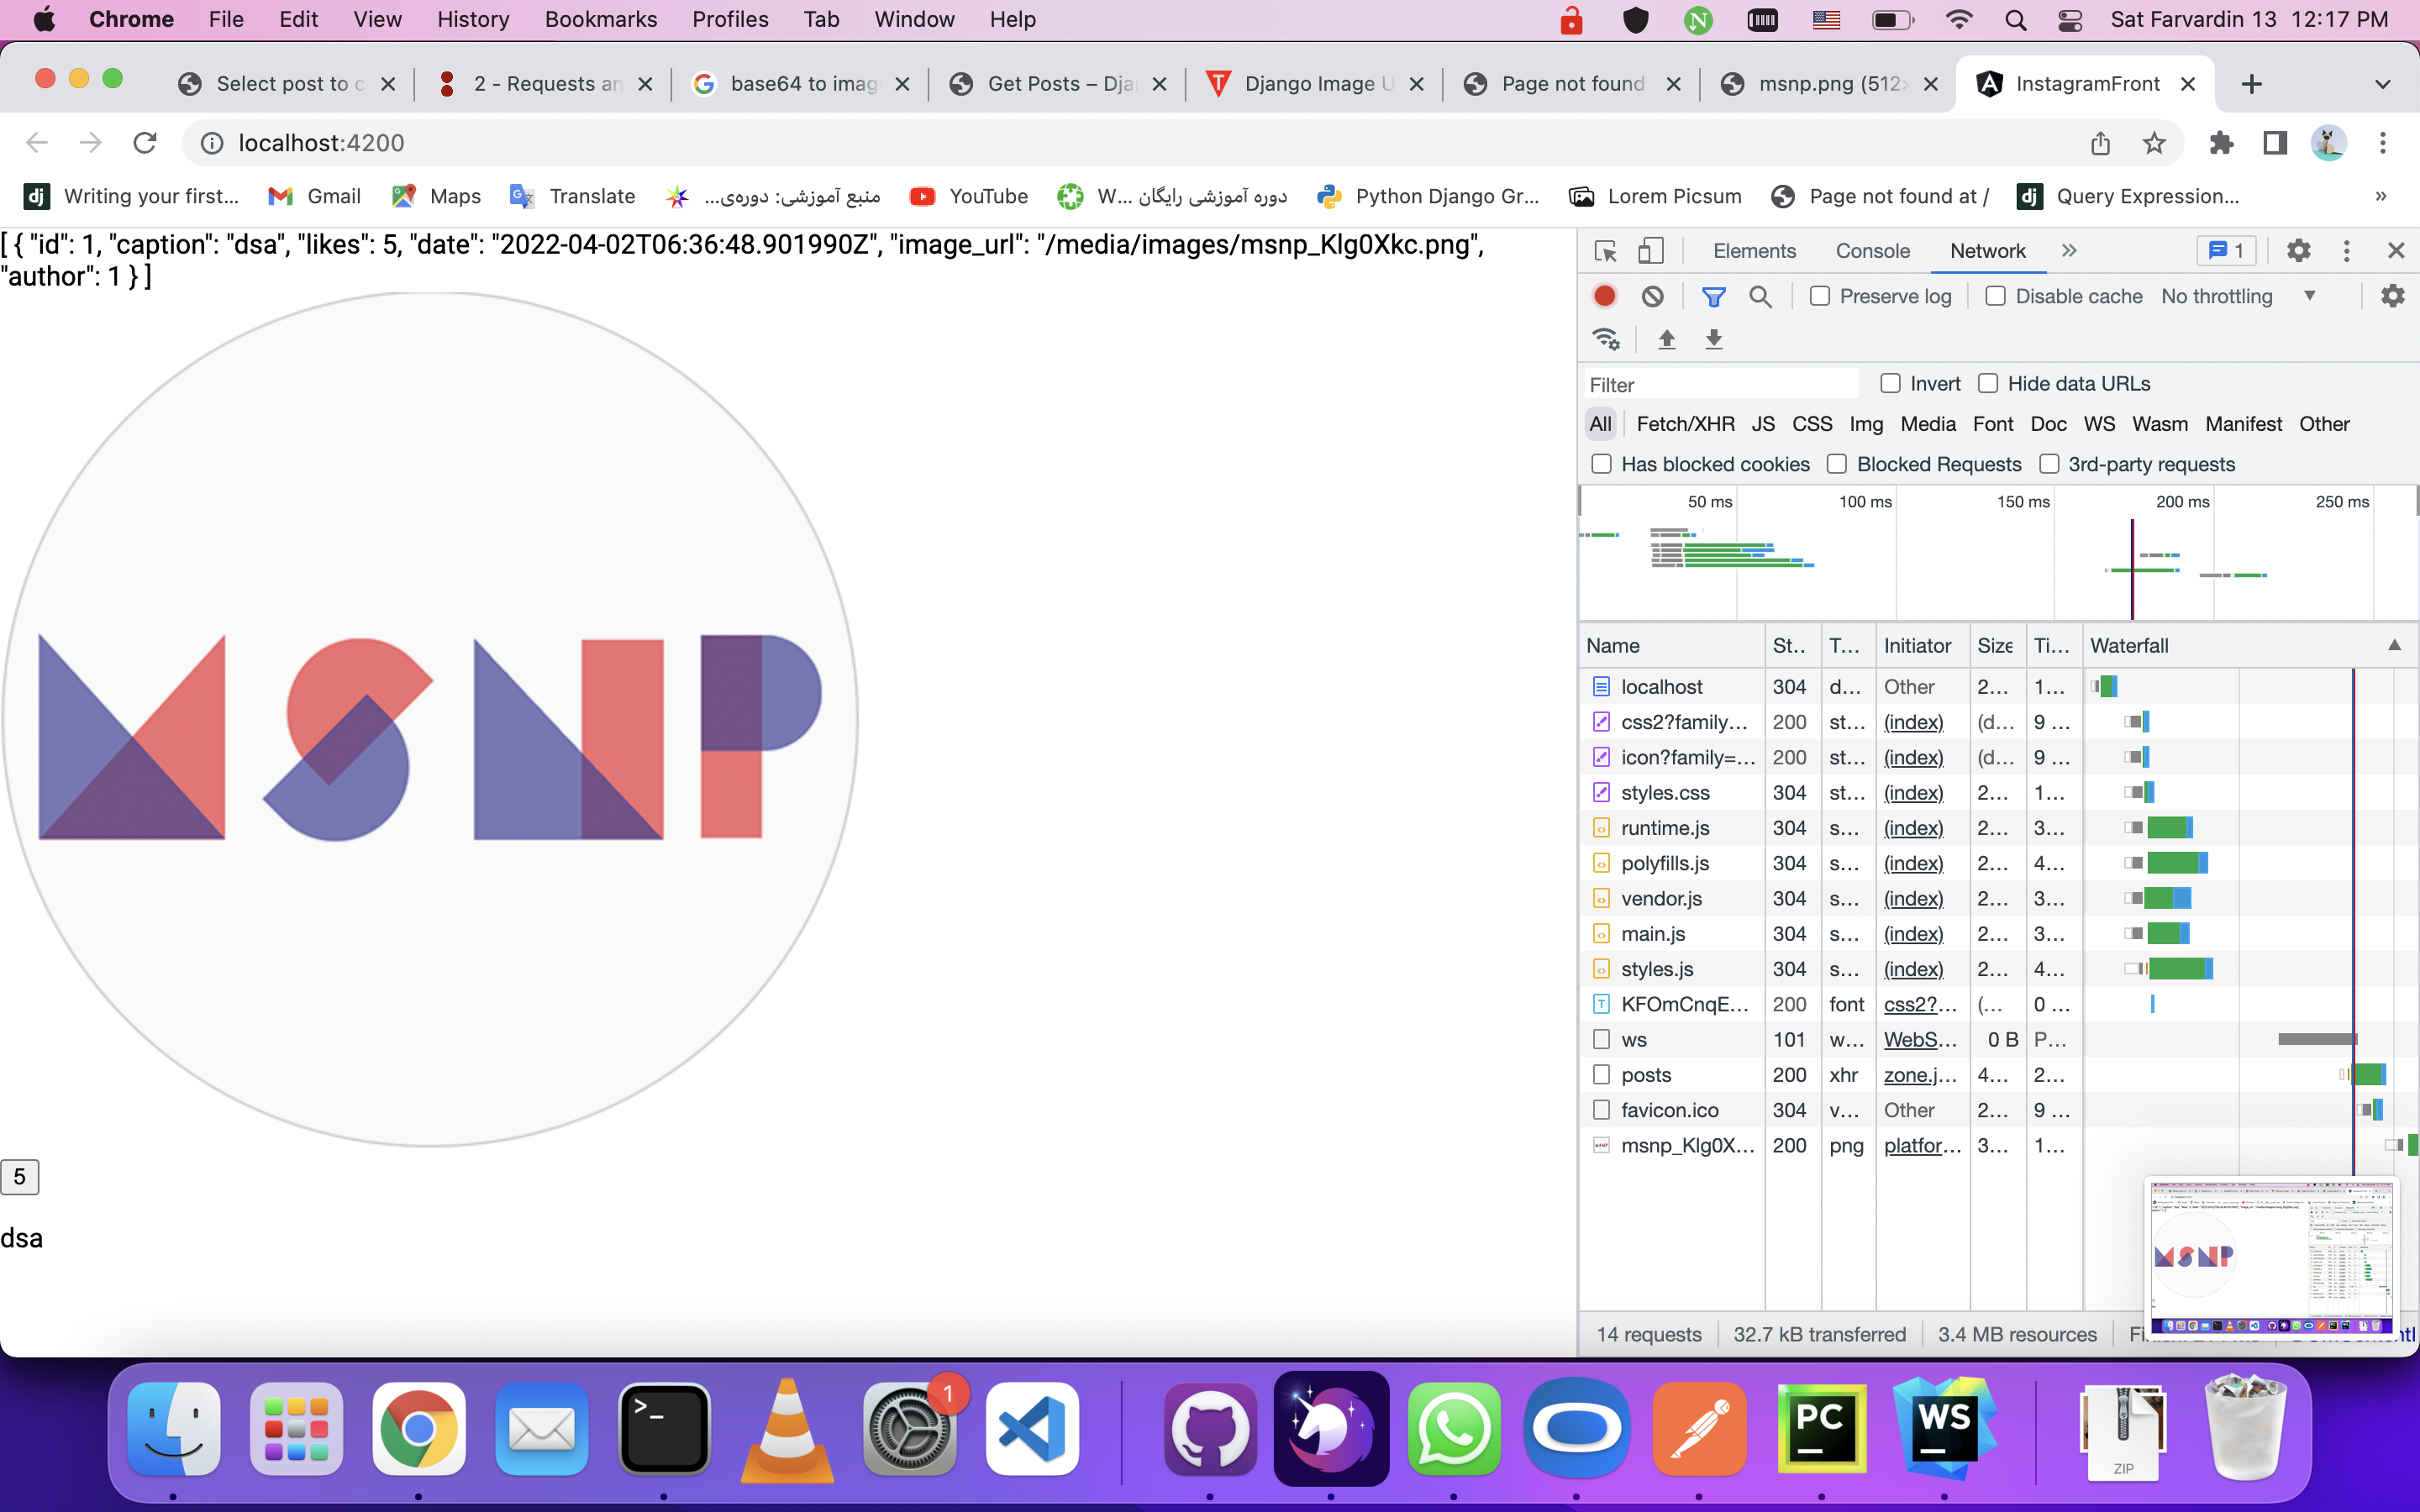 Chrome File Edit View History Bookmarks Profiles Tab Window Help Sat Farvardin 13 12:17 PM
Select post to c 2 - Requests an base64 to imag Get Posts – Dja Django Image U Page not found msnp.png (512× InstagramFront
localhost:4200
dj Writing your first... Gmail Maps Translate منبع آموزشی: دوره‌ی... YouTube W... دوره آموزشی رایگان Python Django Gr... Lorem Picsum Page not found at / dj Query Expression... »
[ { "id": 1, "caption": "dsa", "likes": 5, "date": "2022-04-02T06:36:48.901990Z", "image_url": "/media/images/msnp_Klg0Xkc.png",
"author": 1 } ]
MSNP
5
dsa
Elements Console Network » 1
Preserve log Disable cache No throttling
Filter Invert Hide data URLs
All Fetch/XHR JS CSS Img Media Font Doc WS Wasm Manifest Other
Has blocked cookies Blocked Requests 3rd-party requests
50 ms 100 ms 150 ms 200 ms 250 ms
Name St.. T... Initiator Size Ti... Waterfall
localhost 304 d... Other 2... 1...
css2?family... 200 st... (index) (d... 9 ...
icon?family=... 200 st... (index) (d... 9 ...
styles.css 304 st... (index) 2... 1...
runtime.js 304 s... (index) 2... 3...
polyfills.js 304 s... (index) 2... 4...
vendor.js 304 s... (index) 2... 3...
main.js 304 s... (index) 2... 3...
styles.js 304 s... (index) 2... 4...
KFOmCnqE... 200 font css2?... (... 0 ...
ws 101 w... WebS... 0 B P...
posts 200 xhr zone.j... 4... 2...
favicon.ico 304 v... Other 2... 9 ...
msnp_Klg0X... 200 png platfor... 3... 1...
14 requests 32.7 kB transferred 3.4 MB resources
1
PC WS ZIP